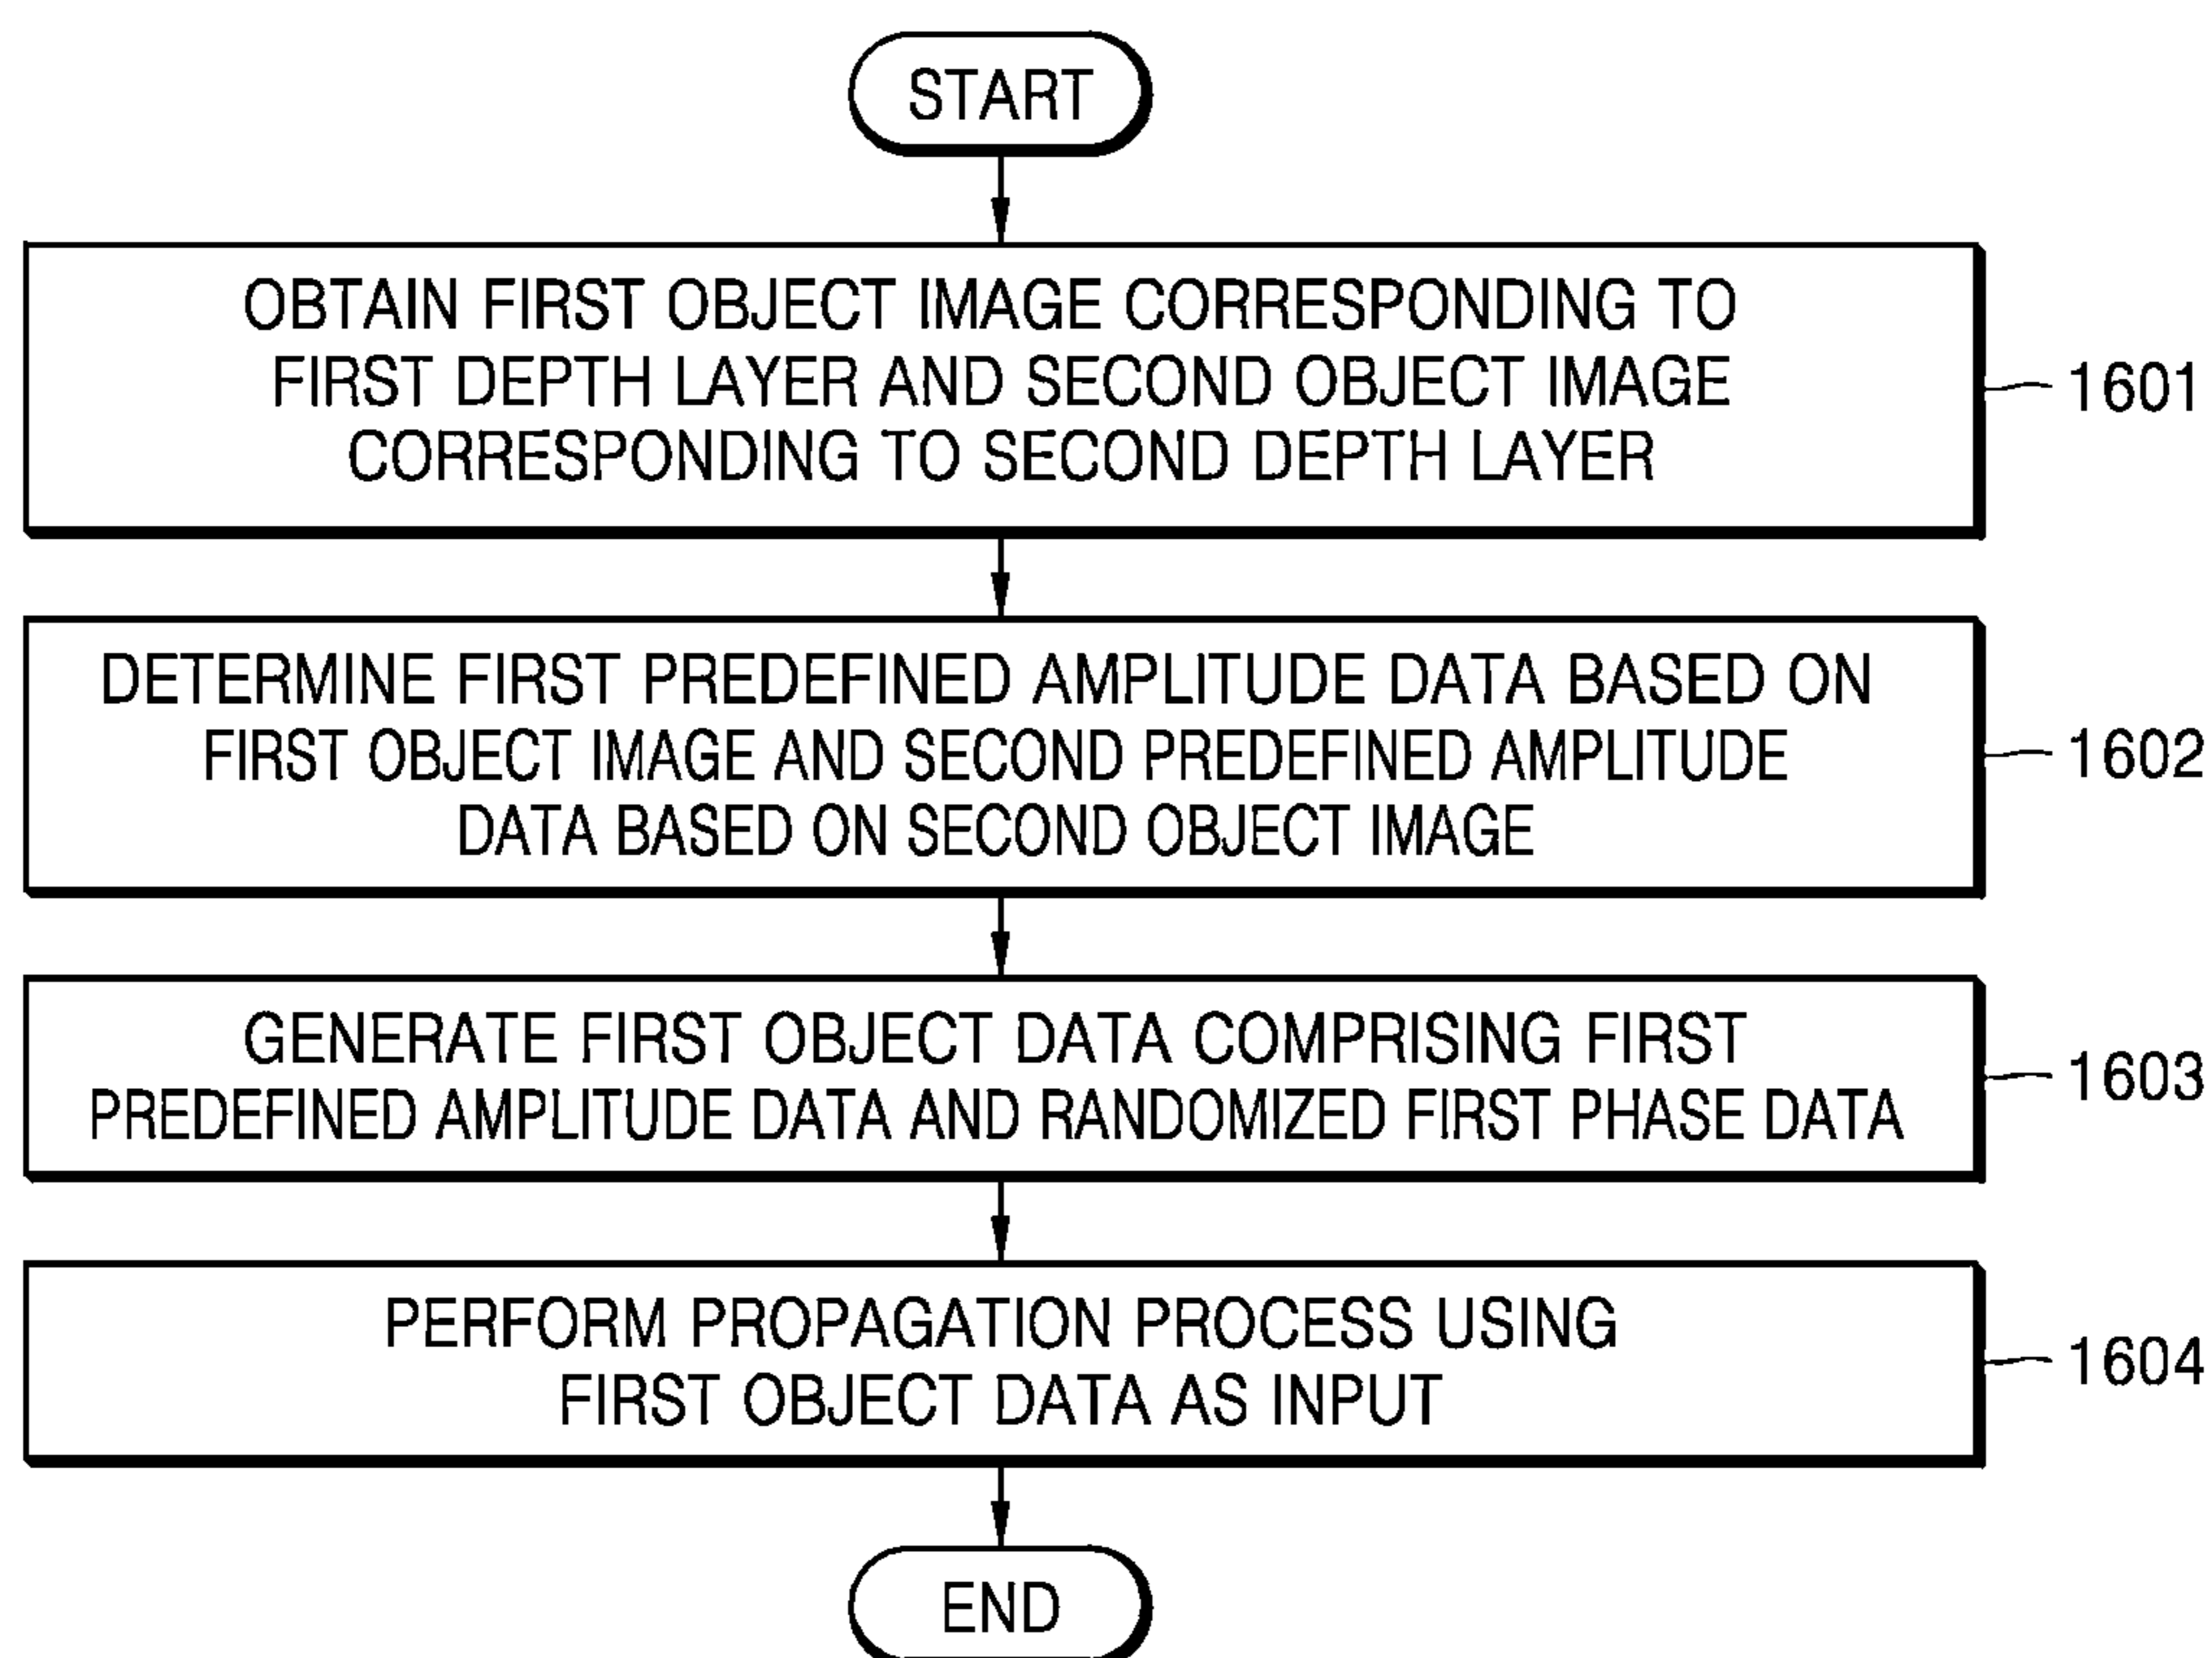 START
OBTAIN FIRST OBJECT IMAGE CORRESPONDING TO
FIRST DEPTH LAYER AND SECOND OBJECT IMAGE
CORRESPONDING TO SECOND DEPTH LAYER
1601
DETERMINE FIRST PREDEFINED AMPLITUDE DATA BASED ON
FIRST OBJECT IMAGE AND SECOND PREDEFINED AMPLITUDE
DATA BASED ON SECOND OBJECT IMAGE
1602
GENERATE FIRST OBJECT DATA COMPRISING FIRST
PREDEFINED AMPLITUDE DATA AND RANDOMIZED FIRST PHASE DATA
1603
PERFORM PROPAGATION PROCESS USING
FIRST OBJECT DATA AS INPUT
1604
END